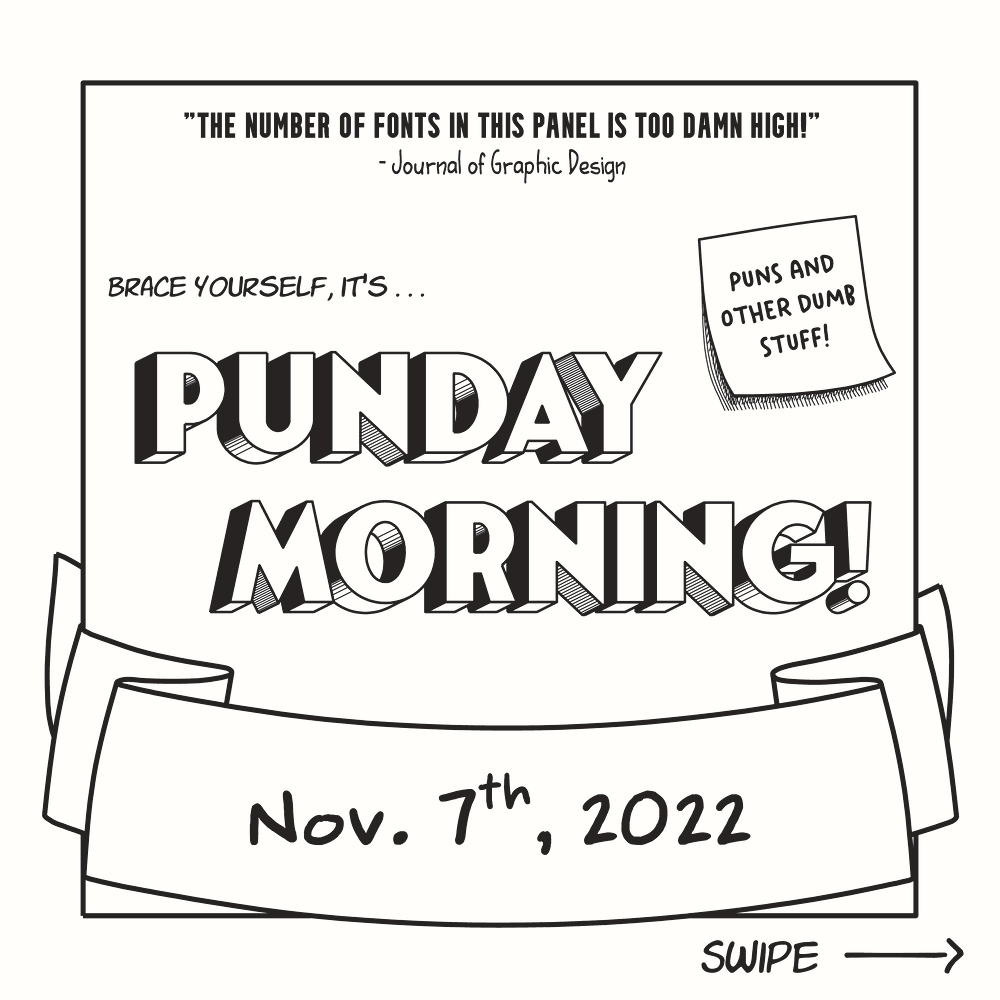 "THE NUMBER OF FONTS IN THIS PANEL IS TOO DAMN HIGH!"
- Journal of Graphic Design
BRACE YOURSELF, IT'S . . .
PUNS AND
OTHER DUMB
STUFF!
PUNDAY
MORNING!
Nov. 7th, 2022
SWIPE